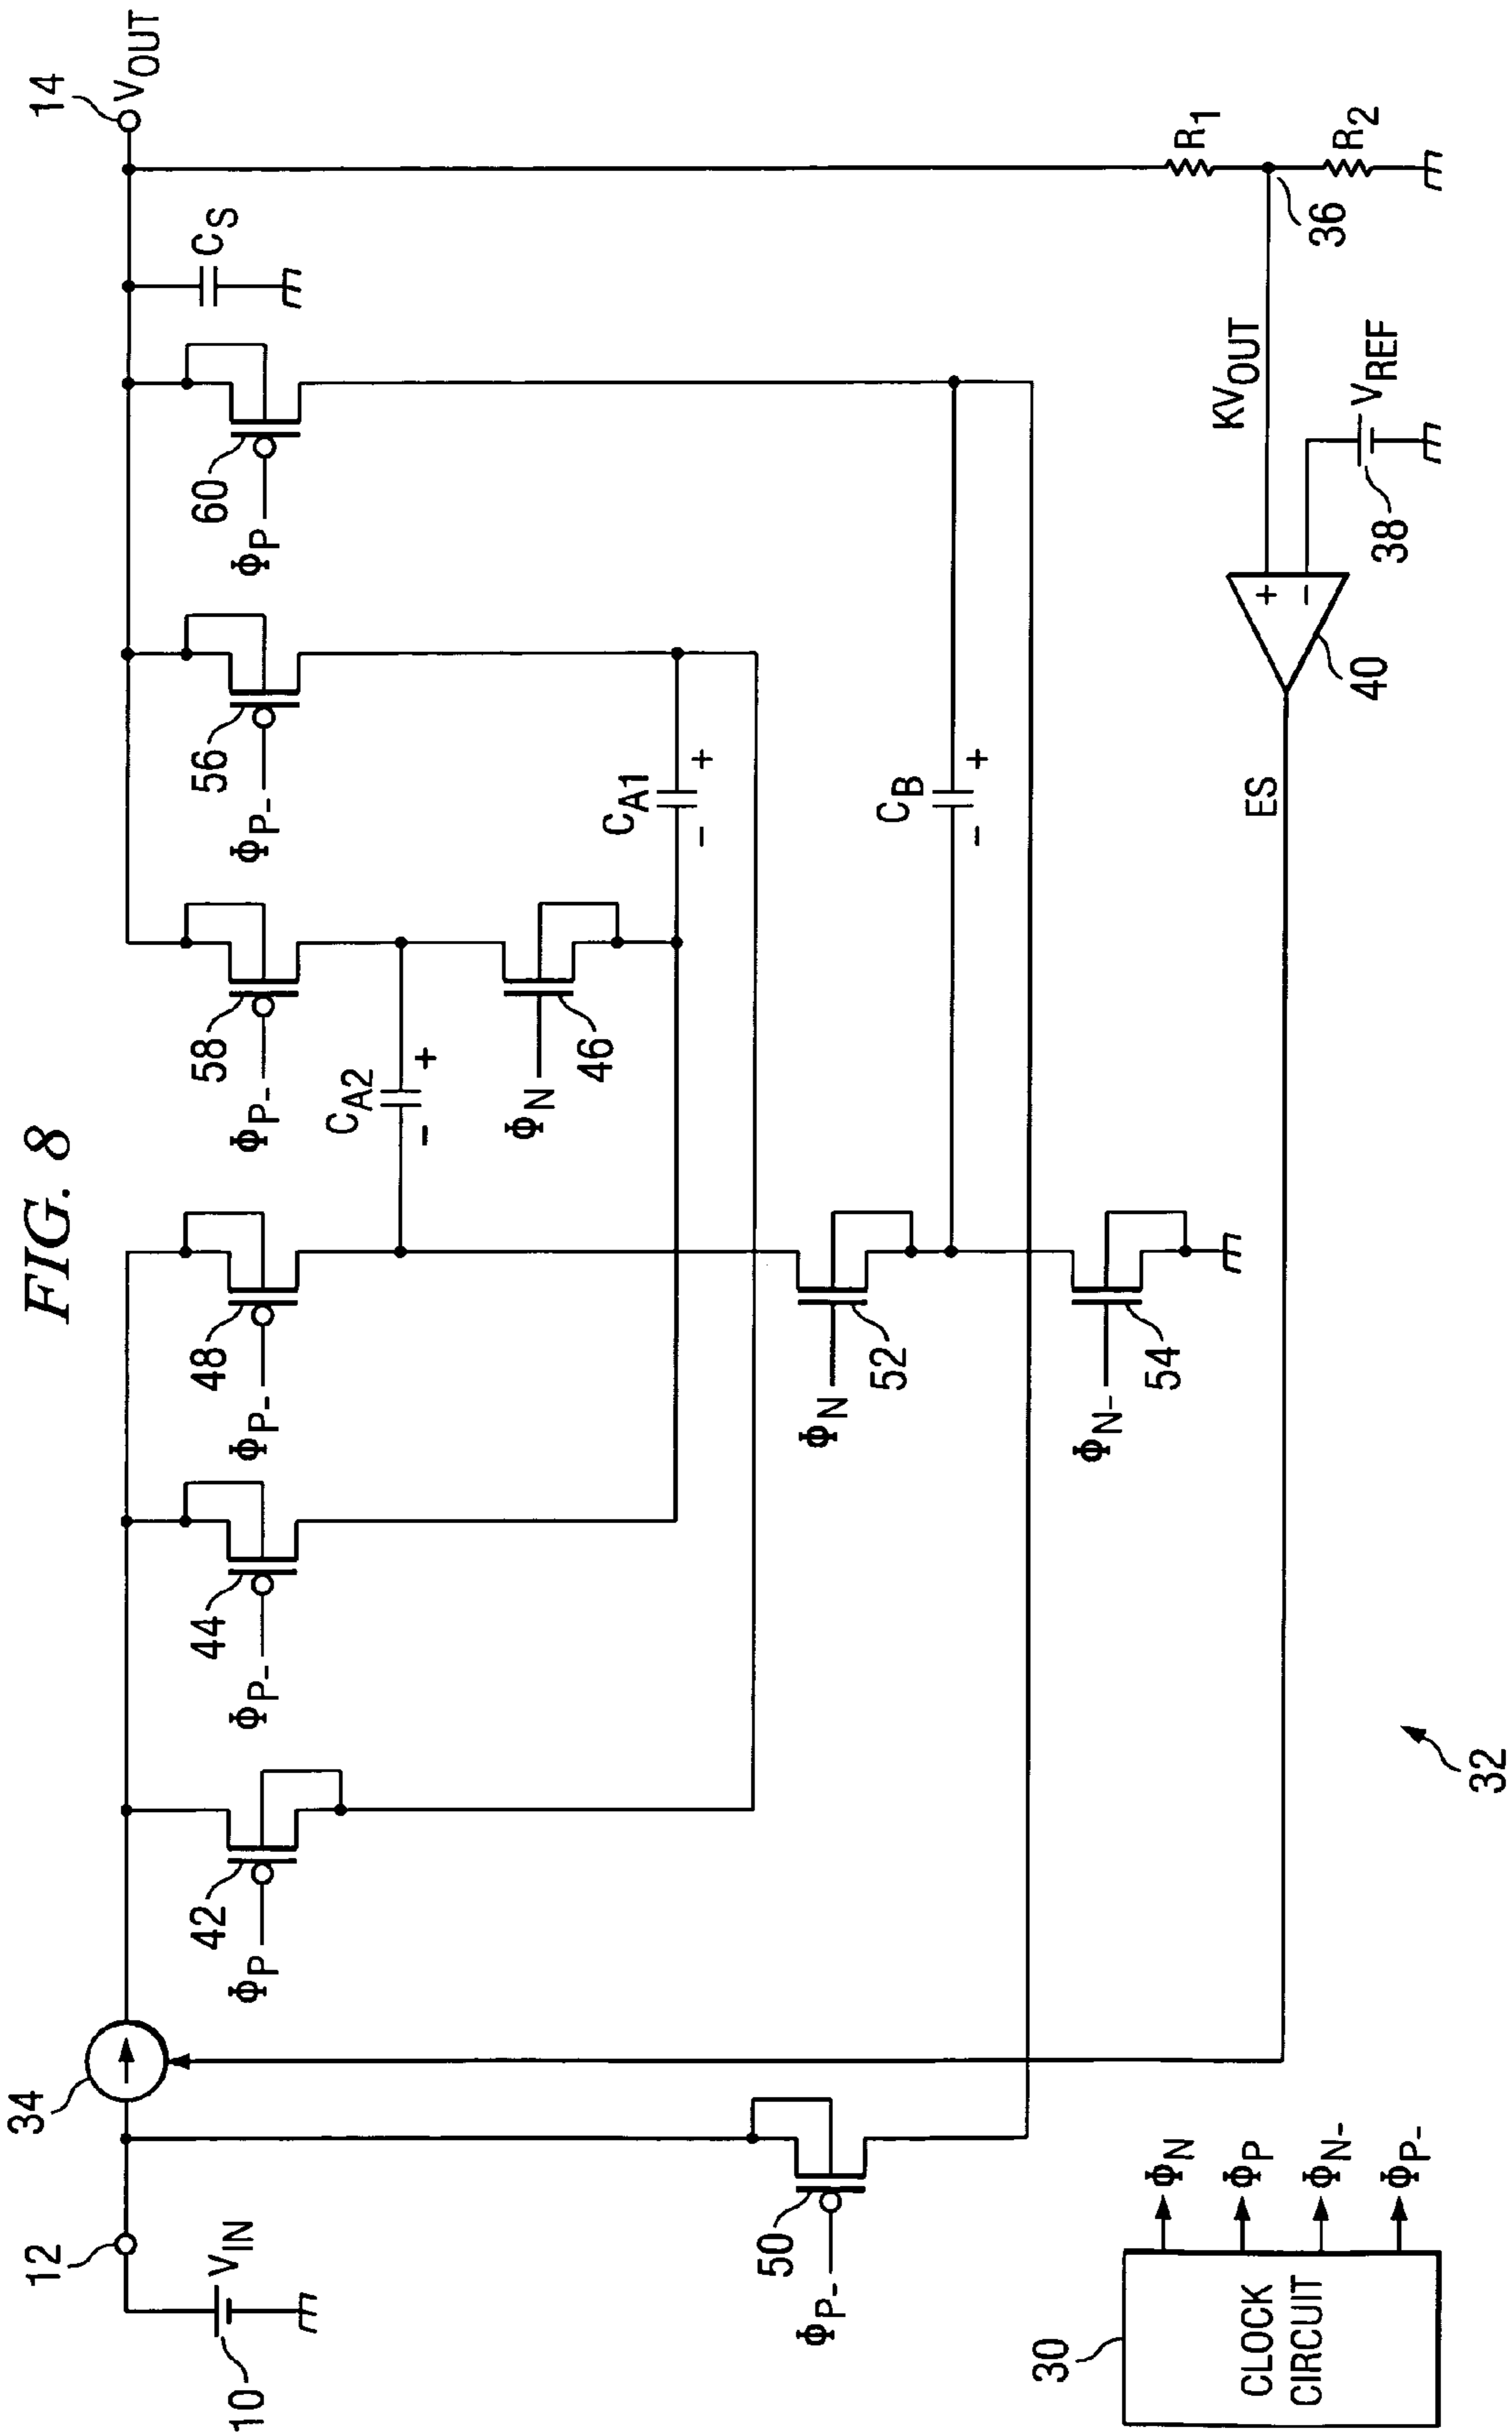 FIG. 8
10
VIN
12
34
42
ΦP
44
ΦP-
48
ΦP-
58
ΦP-
56
ΦP-
60
ΦP
CS
14
VOUT
CA2
- +
46
ΦN
CA1
- +
50
ΦP-
52
ΦN
54
ΦN-
CB
- +
30
CLOCK
CIRCUIT
ΦN
ΦP
ΦN-
ΦP-
ES
40
+
-
KVOUT
38
VREF
36
R1
R2
32